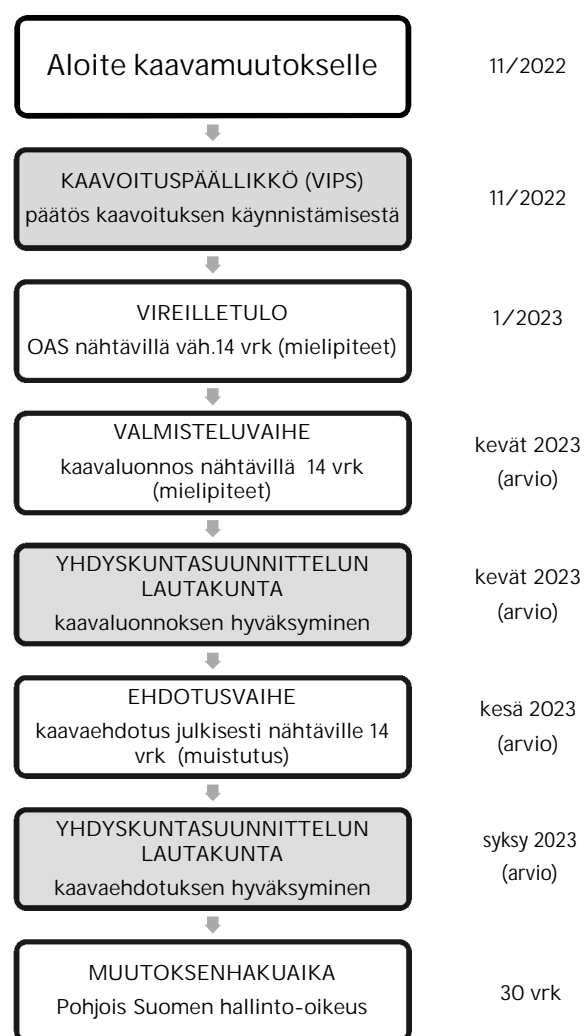 Aloite kaavamuutokselle
11/2022
KAAVOITUSPÄÄLLIKKÖ (VIPS)
päätös kaavoituksen käynnistämisestä
11/2022
VIREILLETULO
OAS nähtävillä väh.14 vrk (mielipiteet)
1/2023
VALMISTELUVAIHE
kaavaluonnos nähtävillä 14 vrk
(mielipiteet)
kevät 2023
(arvio)
YHDYSKUNTASUUNNITTELUN
LAUTAKUNTA
kaavaluonnoksen hyväksyminen
kevät 2023
(arvio)
EHDOTUSVAIHE
kaavaehdotus julkisesti nähtäville 14
vrk (muistutus)
kesä 2023
(arvio)
YHDYSKUNTASUUNNITTELUN
LAUTAKUNTA
kaavaehdotuksen hyväksyminen
syksy 2023
(arvio)
MUUTOKSENHAKUAIKA
Pohjois Suomen hallinto-oikeus
30 vrk